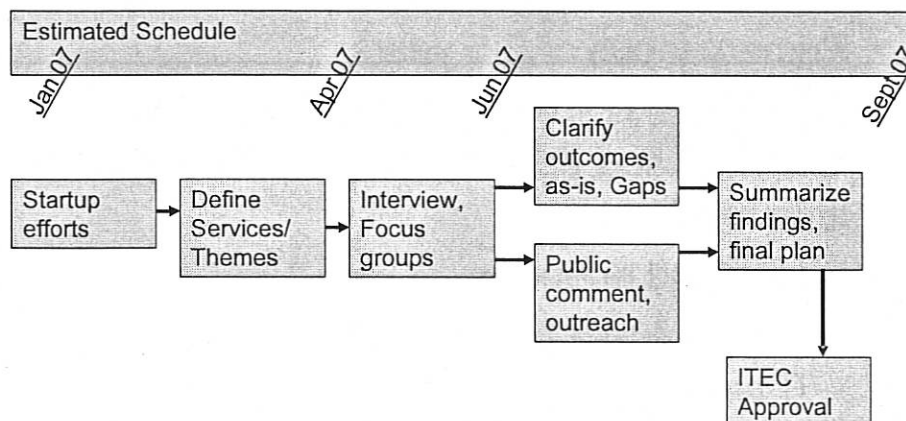 Estimated Schedule
Jan 07
Apr 07
Jun 07
Sept 07
Startup
efforts
Define
Services/
Themes
Interview,
Focus
groups
Clarify
outcomes,
as-is, Gaps
Public
comment,
outreach
Summarize
findings,
final plan
ITEC
Approval